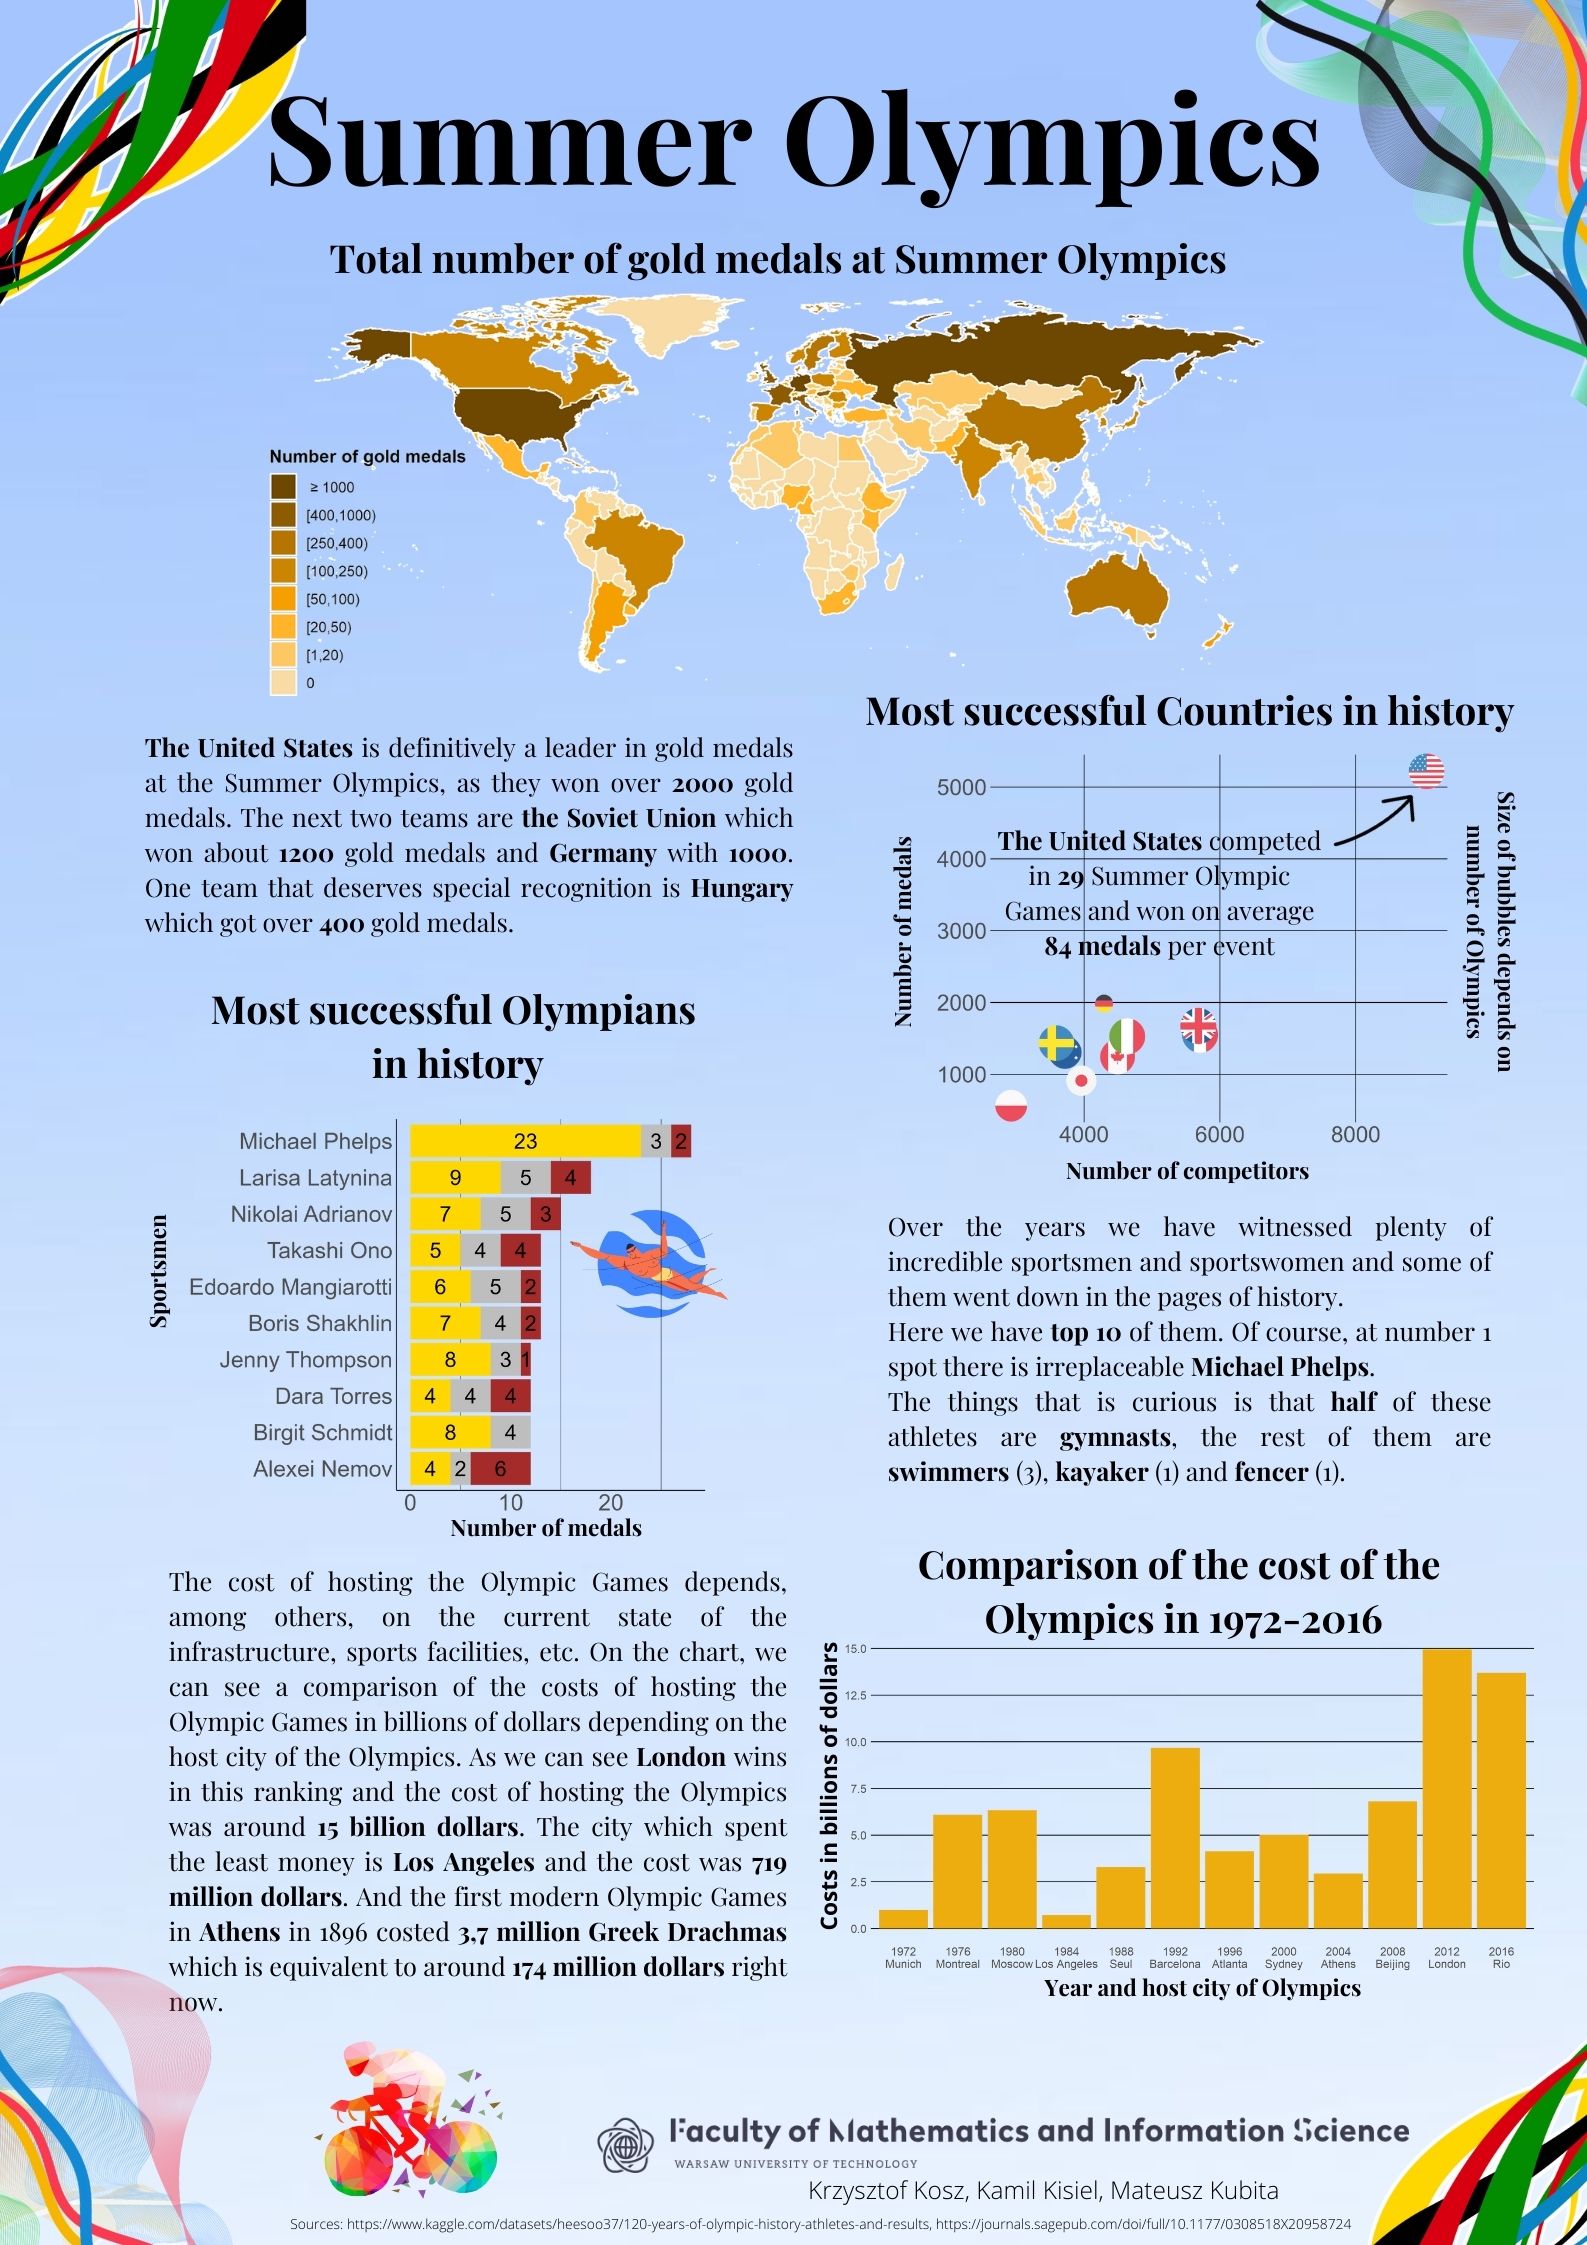 Summer Olympics
Total number of gold medals at Summer Olympics
Number of gold medals
≥ 1000
[400,1000)
[250,400)
[100,250)
[50,100)
[20,50)
[1,20)
0
The United States is definitively a leader in gold medals
at the Summer Olympics, as they won over 2000 gold
medals. The next two teams are the Soviet Union which
won about 1200 gold medals and Germany with 1000.
One team that deserves special recognition is Hungary
which got over 400 gold medals.
Most successful Countries in history
Number of medals
5000
4000
3000
2000
1000
The United States competed
in 29 Summer Olympic
Games and won on average
84 medals per event
4000 6000 8000
Number of competitors
Size of bubbles depends on
number of Olympics
Most successful Olympians
in history
Sportsmen
Michael Phelps 23 3 2
Larisa Latynina 9 5 4
Nikolai Adrianov 7 5 3
Takashi Ono 5 4 4
Edoardo Mangiarotti 6 5 2
Boris Shakhlin 7 4 2
Jenny Thompson 8 3 1
Dara Torres 4 4 4
Birgit Schmidt 8 4
Alexei Nemov 4 2 6
0 10 20
Number of medals
Over the years we have witnessed plenty of
incredible sportsmen and sportswomen and some of
them went down in the pages of history.
Here we have top 10 of them. Of course, at number 1
spot there is irreplaceable Michael Phelps.
The things that is curious is that half of these
athletes are gymnasts, the rest of them are
swimmers (3), kayaker (1) and fencer (1).
The cost of hosting the Olympic Games depends,
among others, on the current state of the
infrastructure, sports facilities, etc. On the chart, we
can see a comparison of the costs of hosting the
Olympic Games in billions of dollars depending on the
host city of the Olympics. As we can see London wins
in this ranking and the cost of hosting the Olympics
was around 15 billion dollars. The city which spent
the least money is Los Angeles and the cost was 719
million dollars. And the first modern Olympic Games
in Athens in 1896 costed 3,7 million Greek Drachmas
which is equivalent to around 174 million dollars right
now.
Comparison of the cost of the
Olympics in 1972-2016
Costs in billions of dollars
15.0
12.5
10.0
7.5
5.0
2.5
0.0
1972 1976 1980 1984 1988 1992 1996 2000 2004 2008 2012 2016
Munich Montreal Moscow Los Angeles Seul Barcelona Atlanta Sydney Athens Beijing London Rio
Year and host city of Olympics
Faculty of Mathematics and Information Science
WARSAW UNIVERSITY OF TECHNOLOGY
Krzysztof Kosz, Kamil Kisiel, Mateusz Kubita
Sources: https://www.kaggle.com/datasets/heesoo37/120-years-of-olympic-history-athletes-and-results, https://journals.sagepub.com/doi/full/10.1177/0308518X20958724